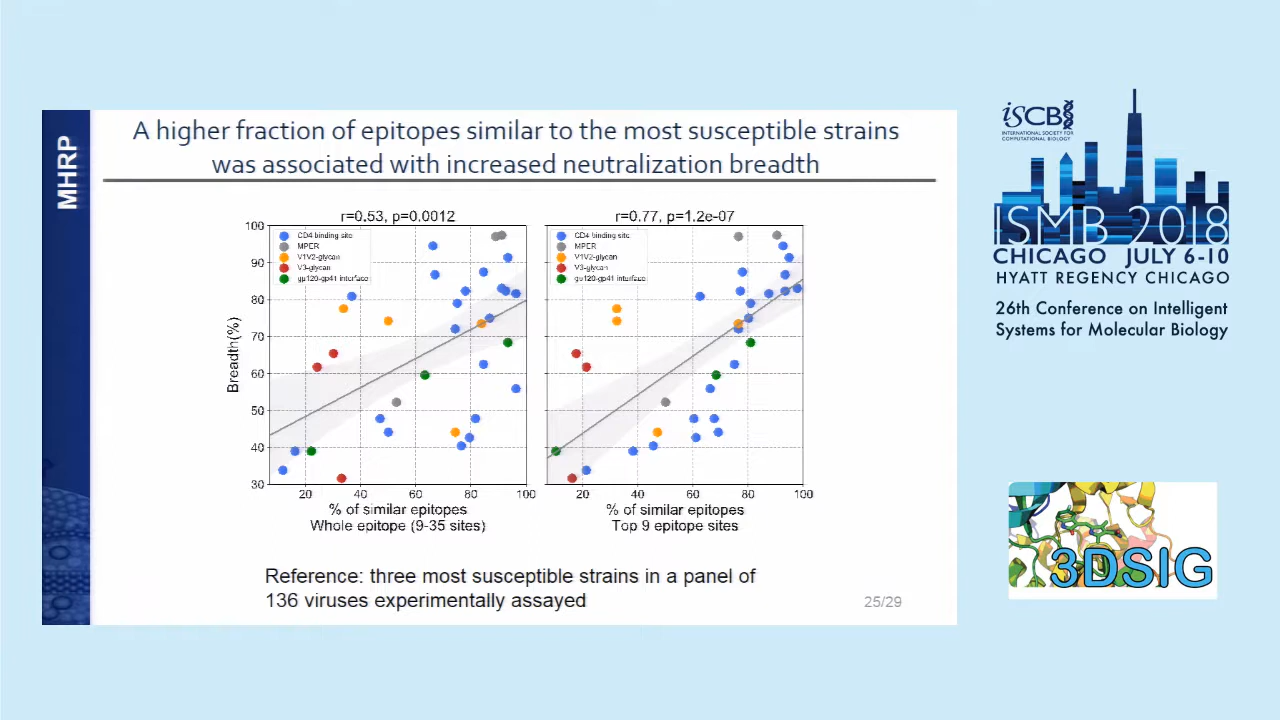 MHRP
A higher fraction of epitopes similar to the most susceptible strains
was associated with increased neutralization breadth
r=0.53, p=0.0012
r=0.77, p=1.2e-07
Breadth(%)
100
90
80
70
60
50
40
30
CD4 binding site
MPER
V1V2-glycan
V3-glycan
gp120-gp41 interface
CD4 binding site
MPER
V1V2-glycan
V3-glycan
gp120-gp41 interface
20 40 60 80 100
20 40 60 80 100
% of similar epitopes
Whole epitope (9-35 sites)
% of similar epitopes
Top 9 epitope sites
Reference: three most susceptible strains in a panel of
136 viruses experimentally assayed
25/29
iSCB
INTERNATIONAL SOCIETY FOR
COMPUTATIONAL BIOLOGY
ISMB 2018
CHICAGO JULY 6-10
HYATT REGENCY CHICAGO
26th Conference on Intelligent
Systems for Molecular Biology
3DSIG